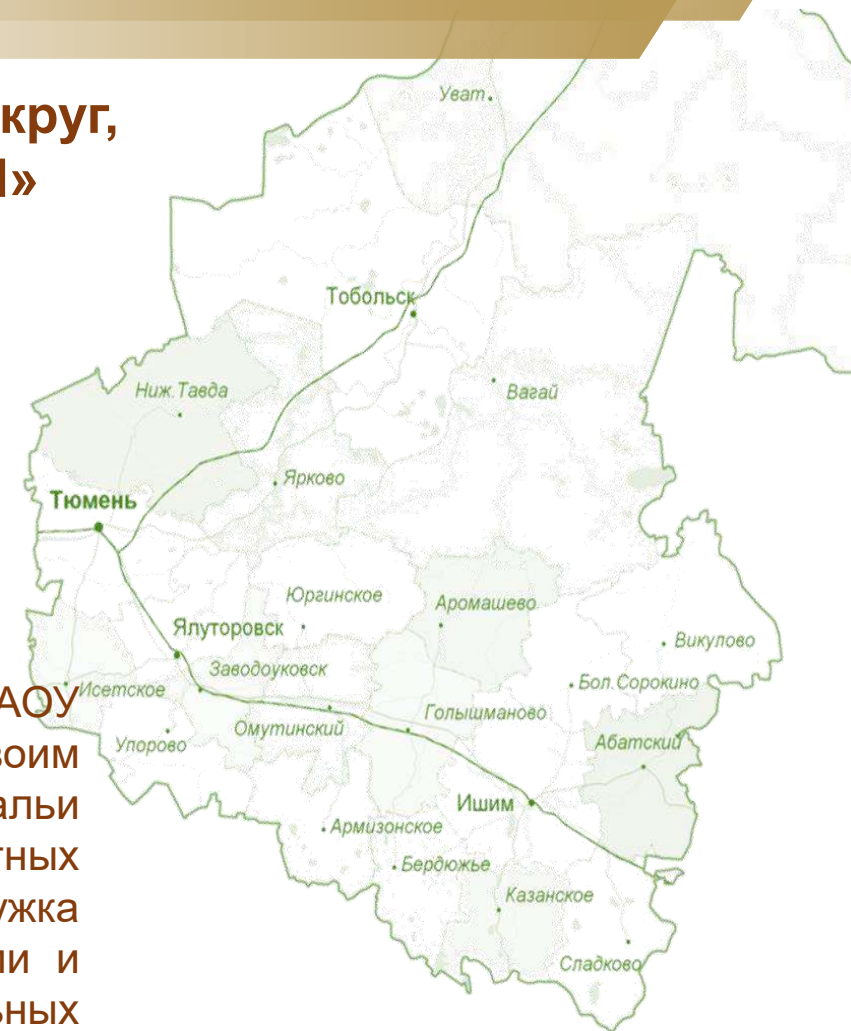 круг,
»
Уват
Тобольск
Ниж.Тавда
Вагай
Ярково
Тюмень
Юргинское
Аромашево
Ялуторовск
Викулово
Заводоуковск
Исетское
Бол.Сорокино
АОУ
Омутинский
Голышманово
Упорово
Абатский
воим
Ишим
альи
Армизонское
тных
Бердюжье
ужка
Казанское
ии и
Сладково
ьных